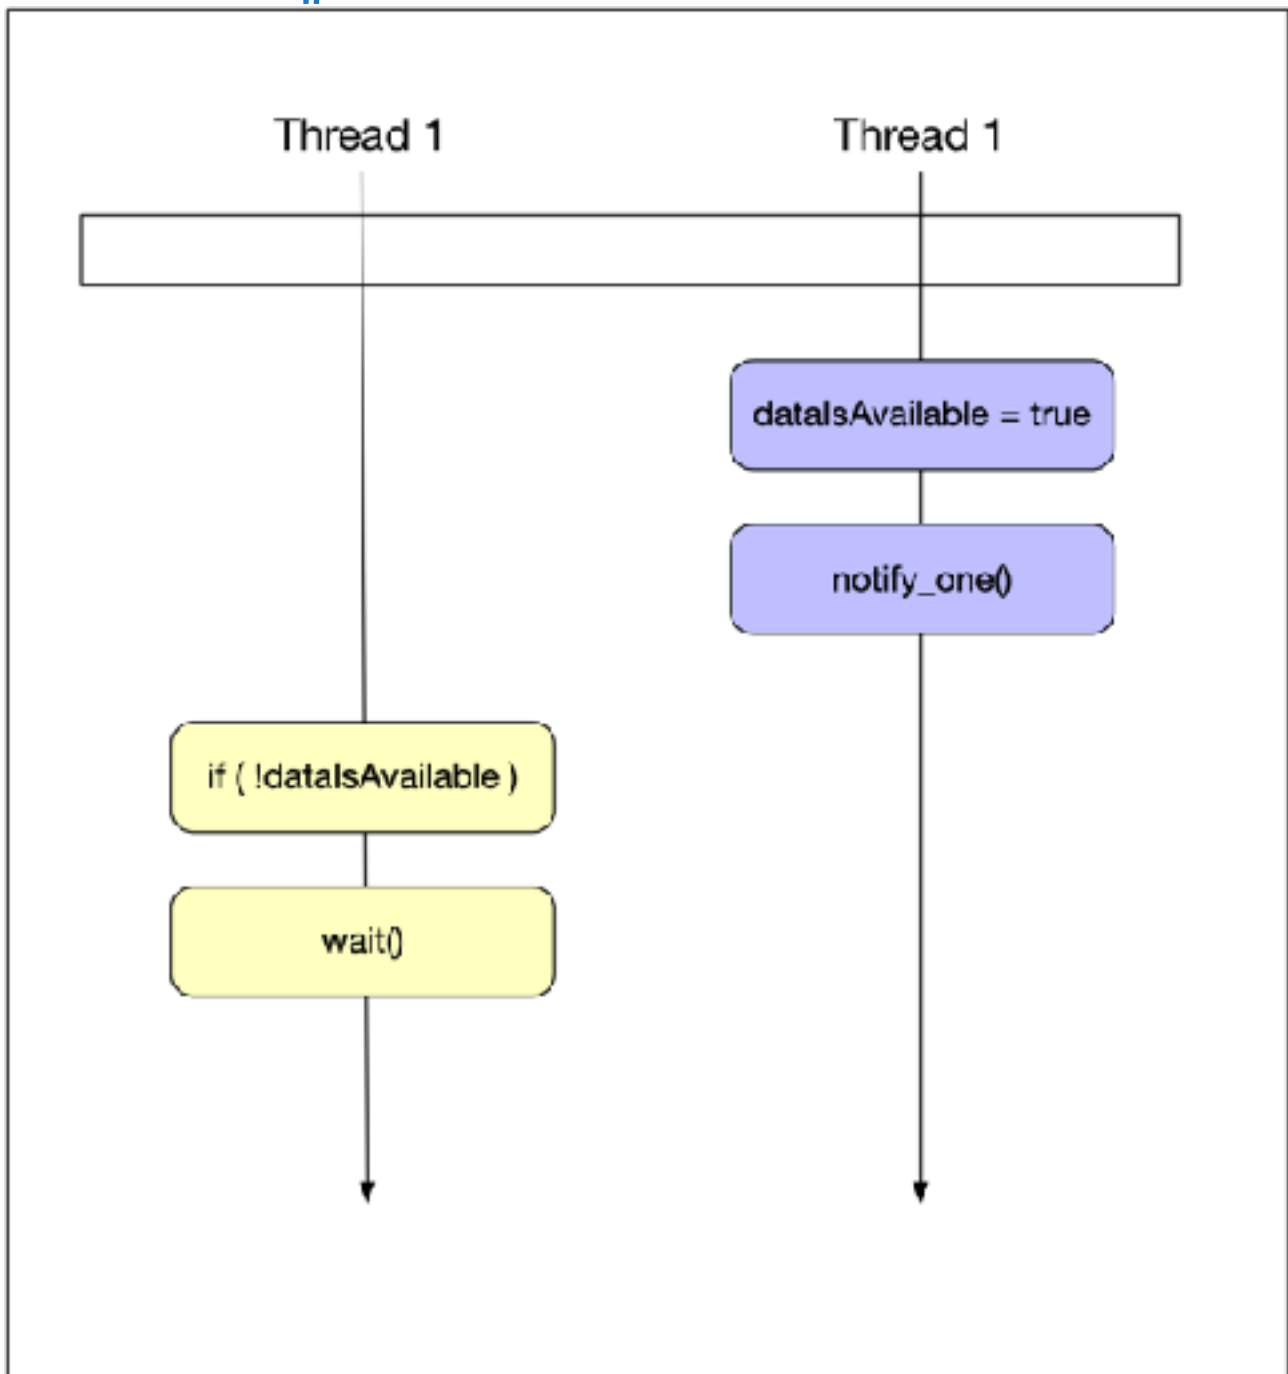 Thread 1
Thread 1
dataIsAvailable = true
notify_one()
if ( !dataIsAvailable )
wait()